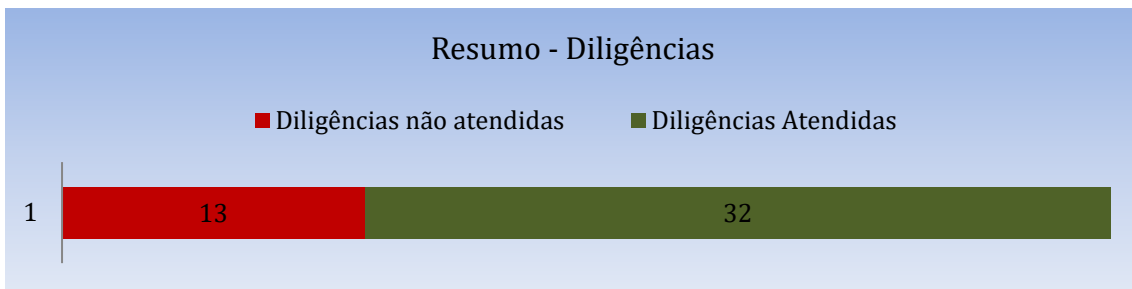 Resumo - Diligências
Diligências não atendidas Diligências Atendidas
1 13 32